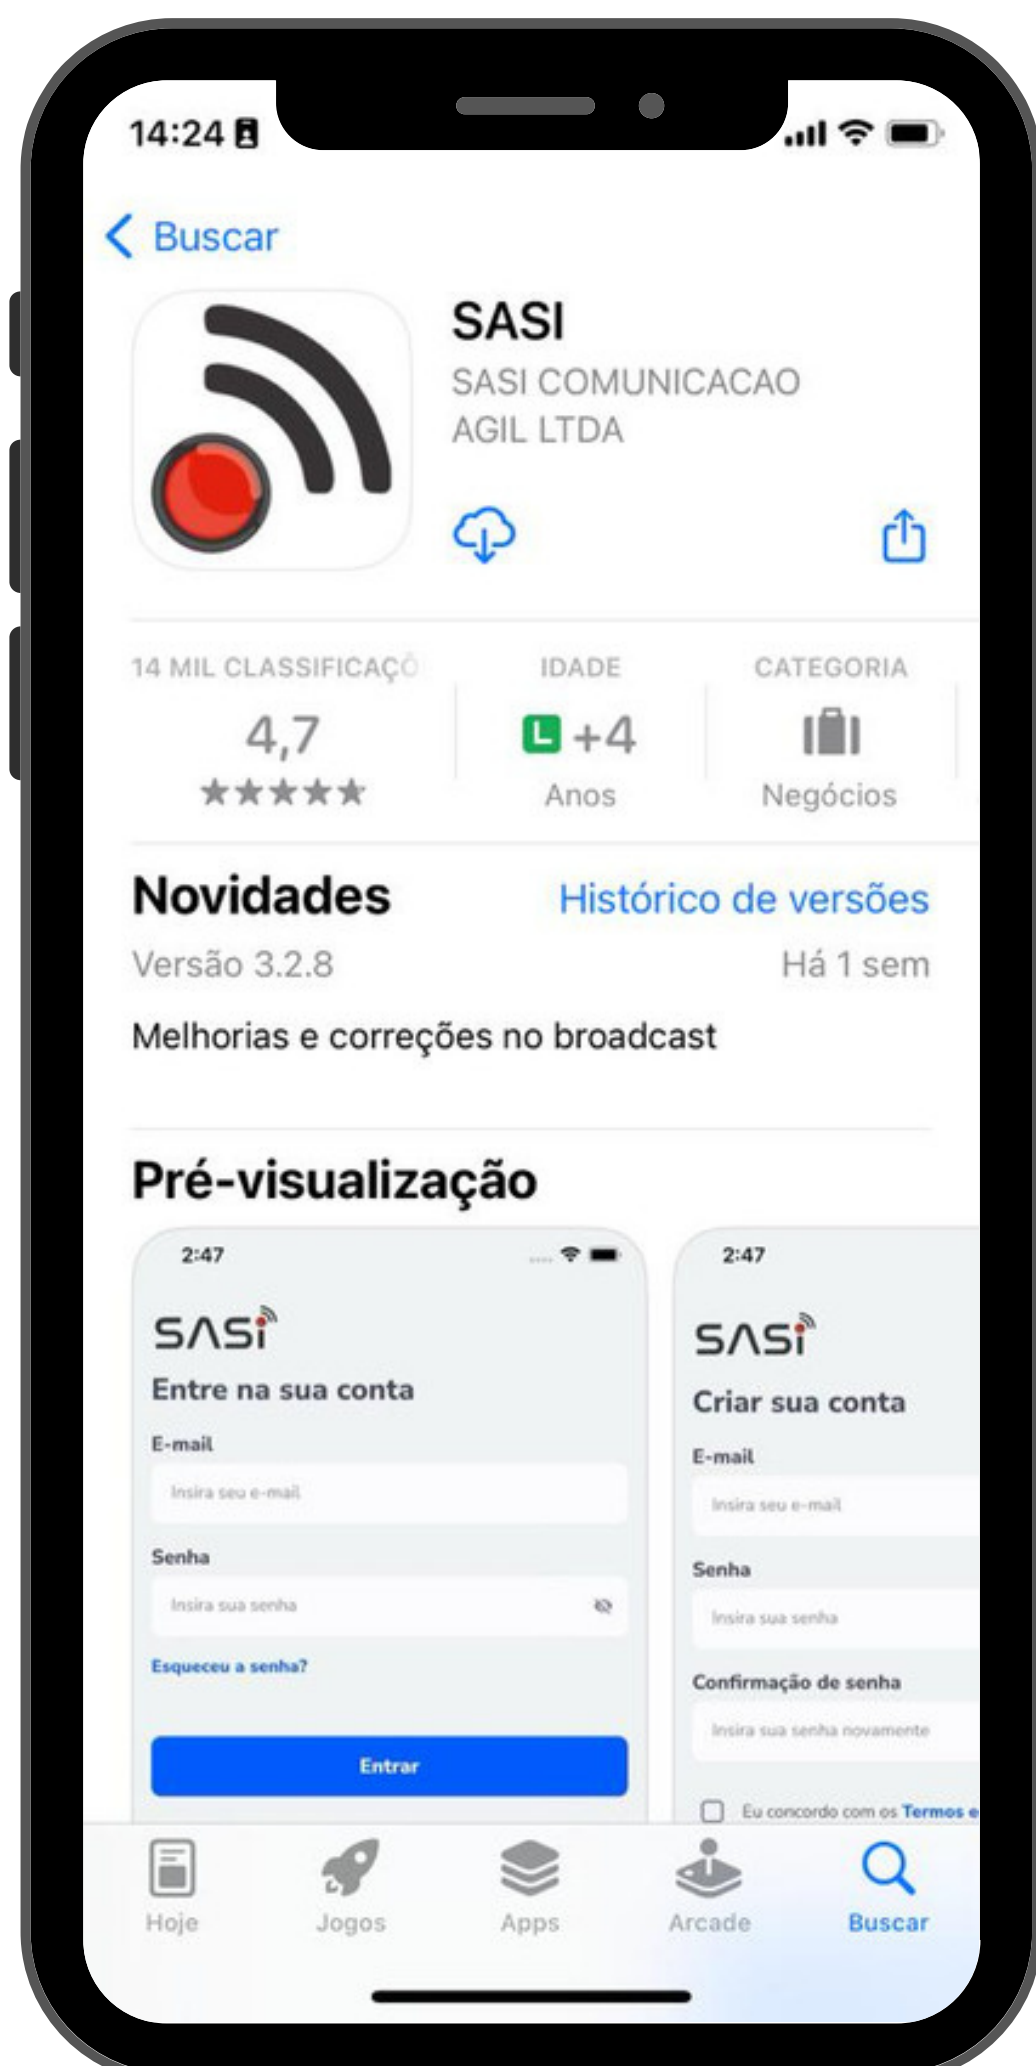 14:24
Buscar
SASI
SASI COMUNICACAO
AGIL LTDA
14 MIL CLASSIFICAÇÕ
IDADE
CATEGORIA
4,7
L +4
Anos
Negócios
Novidades
Histórico de versões
Versão 3.2.8
Há 1 sem
Melhorias e correções no broadcast
Pré-visualização
2:47
SASi
Entre na sua conta
E-mail
Insira seu e-mail
Senha
Insira sua senha
Esqueceu a senha?
Entrar
2:47
SASi
Criar sua conta
E-mail
Insira seu e-mail
Senha
Insira sua senha
Confirmação de senha
Insira sua senha novamente
Eu concordo com os Termos e
Hoje
Jogos
Apps
Arcade
Buscar